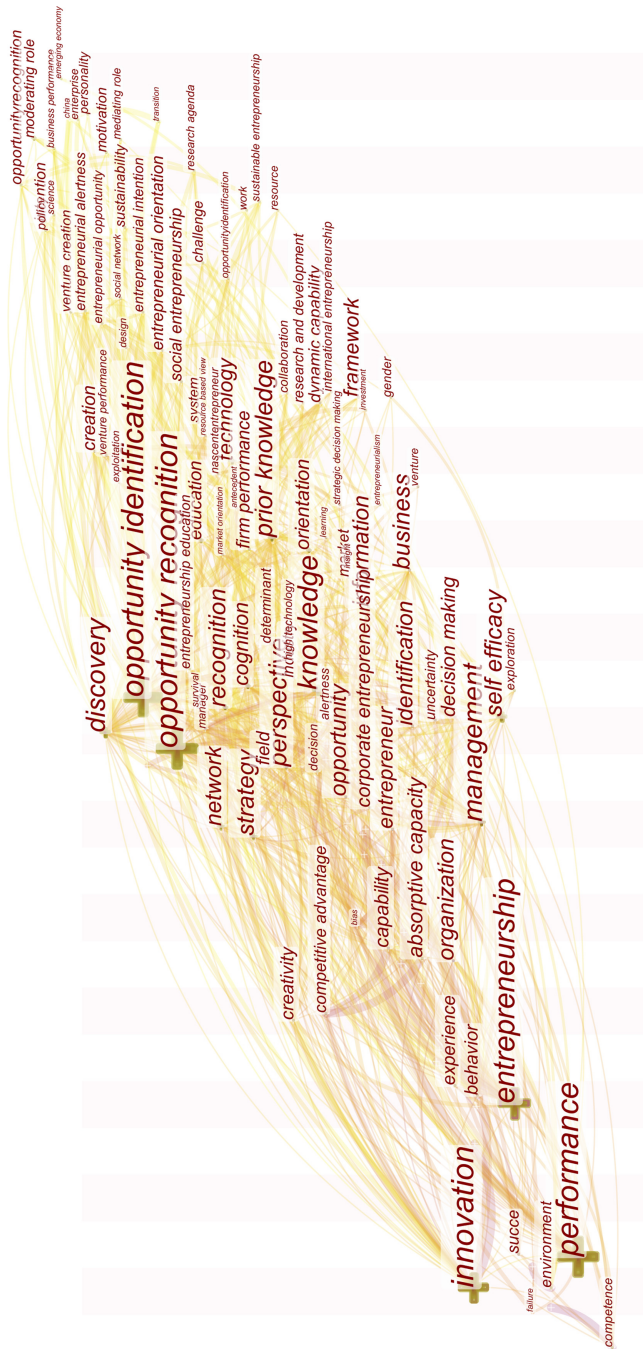 opportunityrecognition
moderating role
business performance
emerging economy
china
enterprise
personality
motivation
mediating role
transition
science
venture creation
entrepreneurial alertness
entrepreneurial opportunity
social network
sustainability
entrepreneurial intention
entrepreneurial orientation
social entrepreneurship
design
research agenda
challenge
opportunityidentification
work
sustainable entrepreneurship
resource
creation
venture performance
exploitation
opportunity identification
opportunity recognition
entrepreneurship education
education
system
resource based view
nascententrepreneur
technology
market orientation
antecedent
firm performance
prior knowledge
collaboration
research and development
dynamic capability
international entrepreneurship
framework
investment
gender
strategic decision making
entrepreneurialism
learning
orientation
market
insight
business
venture
discovery
survival
manager
recognition
cognition
determinant
high technology
knowledge
perspective
field
decision
alertness
opportunity
corporate entrepreneurship
entrepreneur
identification
uncertainty
decision making
management
self efficacy
exploration
network
strategy
creativity
competitive advantage
bias
capability
absorptive capacity
organization
experience
behavior
entrepreneurship
innovation
succe
failure
environment
performance
competence